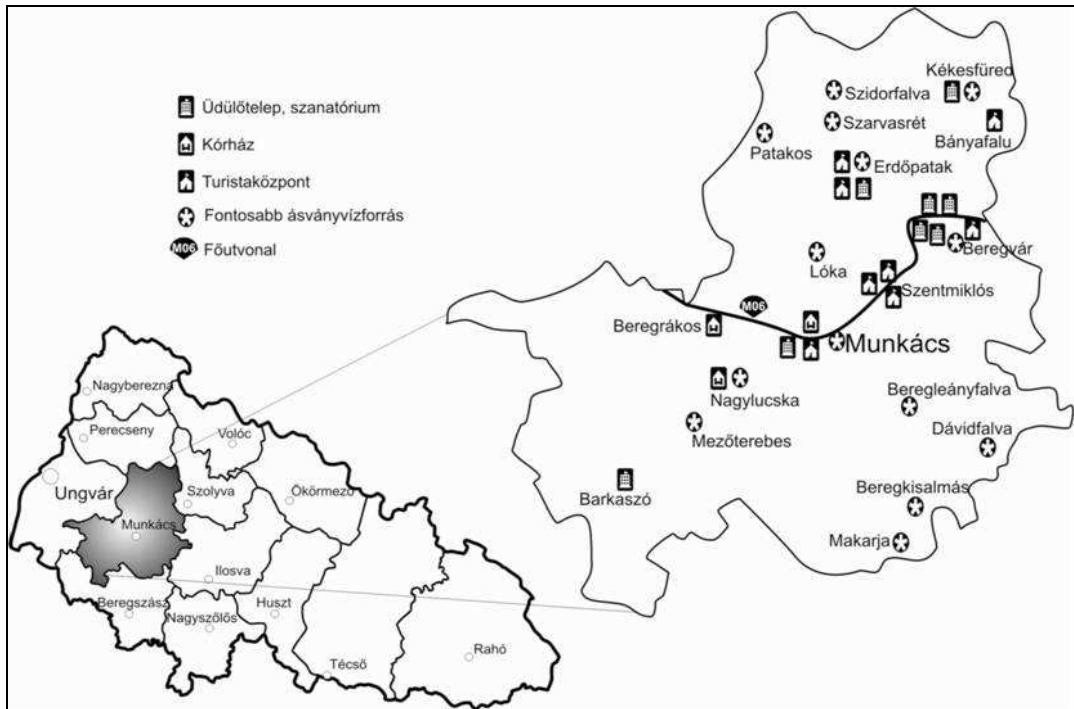 Üdülőtelep, szanatórium
Kórház
Turistaközpont
Fontosabb ásványvízforrás
M06 Főutvonal
Kékesfüred
Szidorfalva
Szarvasrét
Bányafalu
Patakos
Erdőpatak
Beregvár
Lóka
Szentmiklós
M06
Beregrákos
Munkács
Nagylucska
Beregleányfalva
Mezőterebes
Dávidfalva
Barkaszó
Beregkisalmás
Makarja
Nagyberezna
Perecseny
Volóc
Ungvár
Szolyva
Ökörmező
Munkács
Ilosva
Beregszász
Nagyszőlős
Huszt
Técső
Rahó